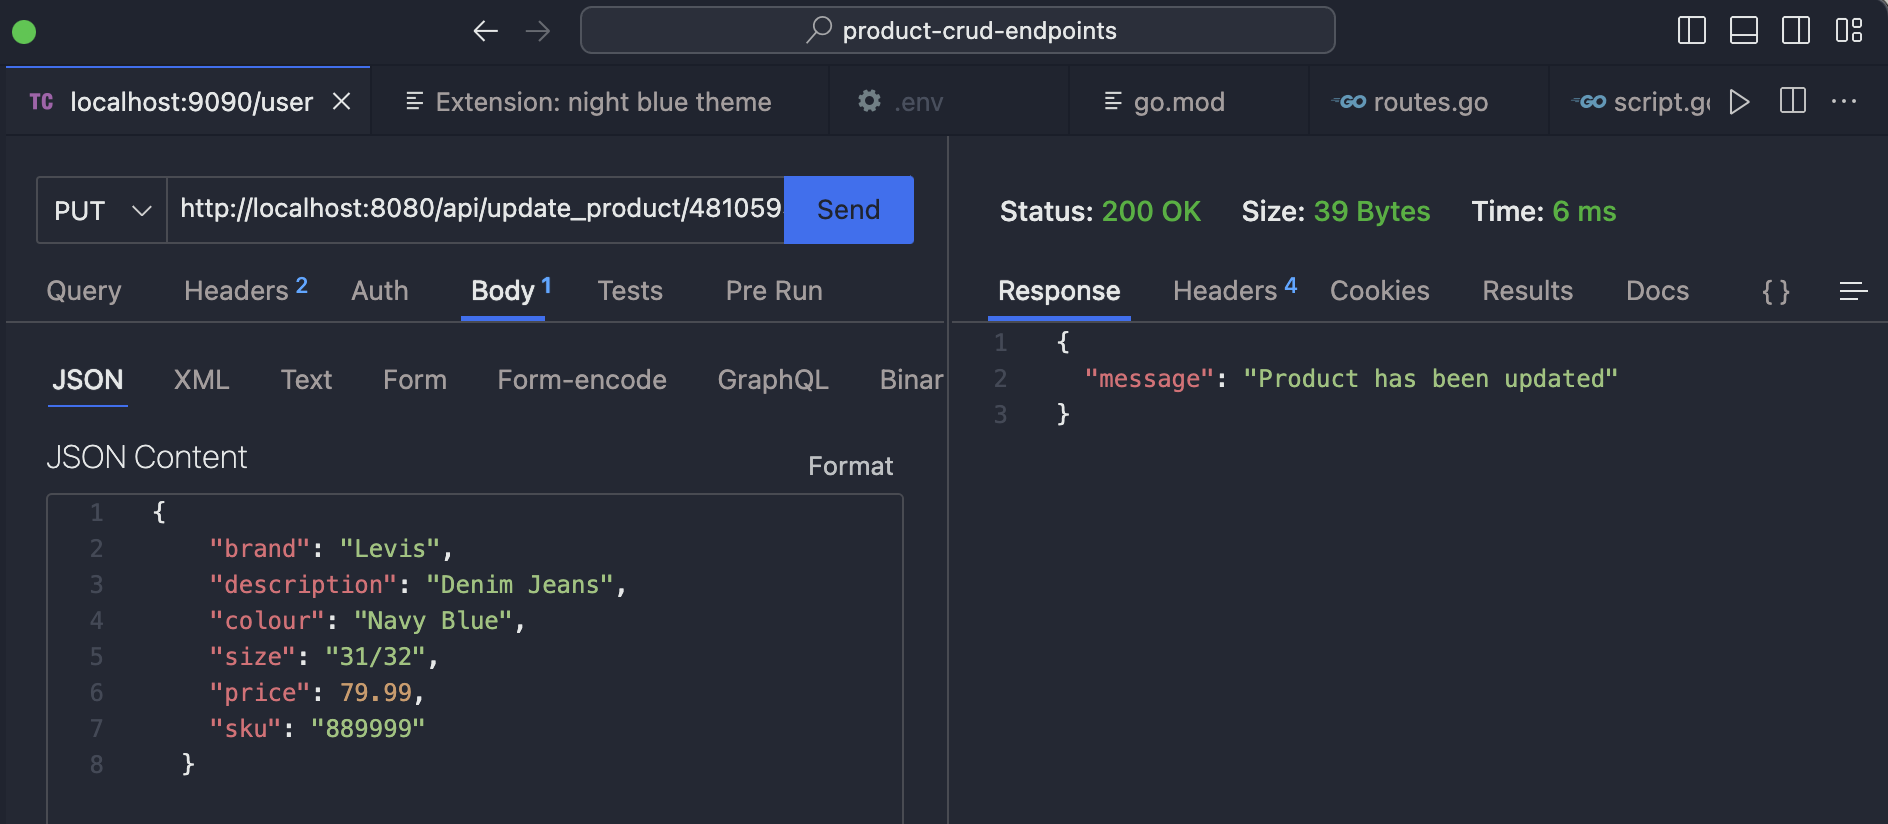 product-crud-endpoints
TC localhost:9090/user
Extension: night blue theme
.env
go.mod
GO routes.go
GO script.go
PUT http://localhost:8080/api/update_product/481059 Send
Query Headers 2 Auth Body 1 Tests Pre Run
JSON XML Text Form Form-encode GraphQL Binar
JSON Content
Format
1 {
2 "brand": "Levis",
3 "description": "Denim Jeans",
4 "colour": "Navy Blue",
5 "size": "31/32",
6 "price": 79.99,
7 "sku": "889999"
8 }
Status: 200 OK Size: 39 Bytes Time: 6 ms
Response Headers 4 Cookies Results Docs { }
1 {
2 "message": "Product has been updated"
3 }